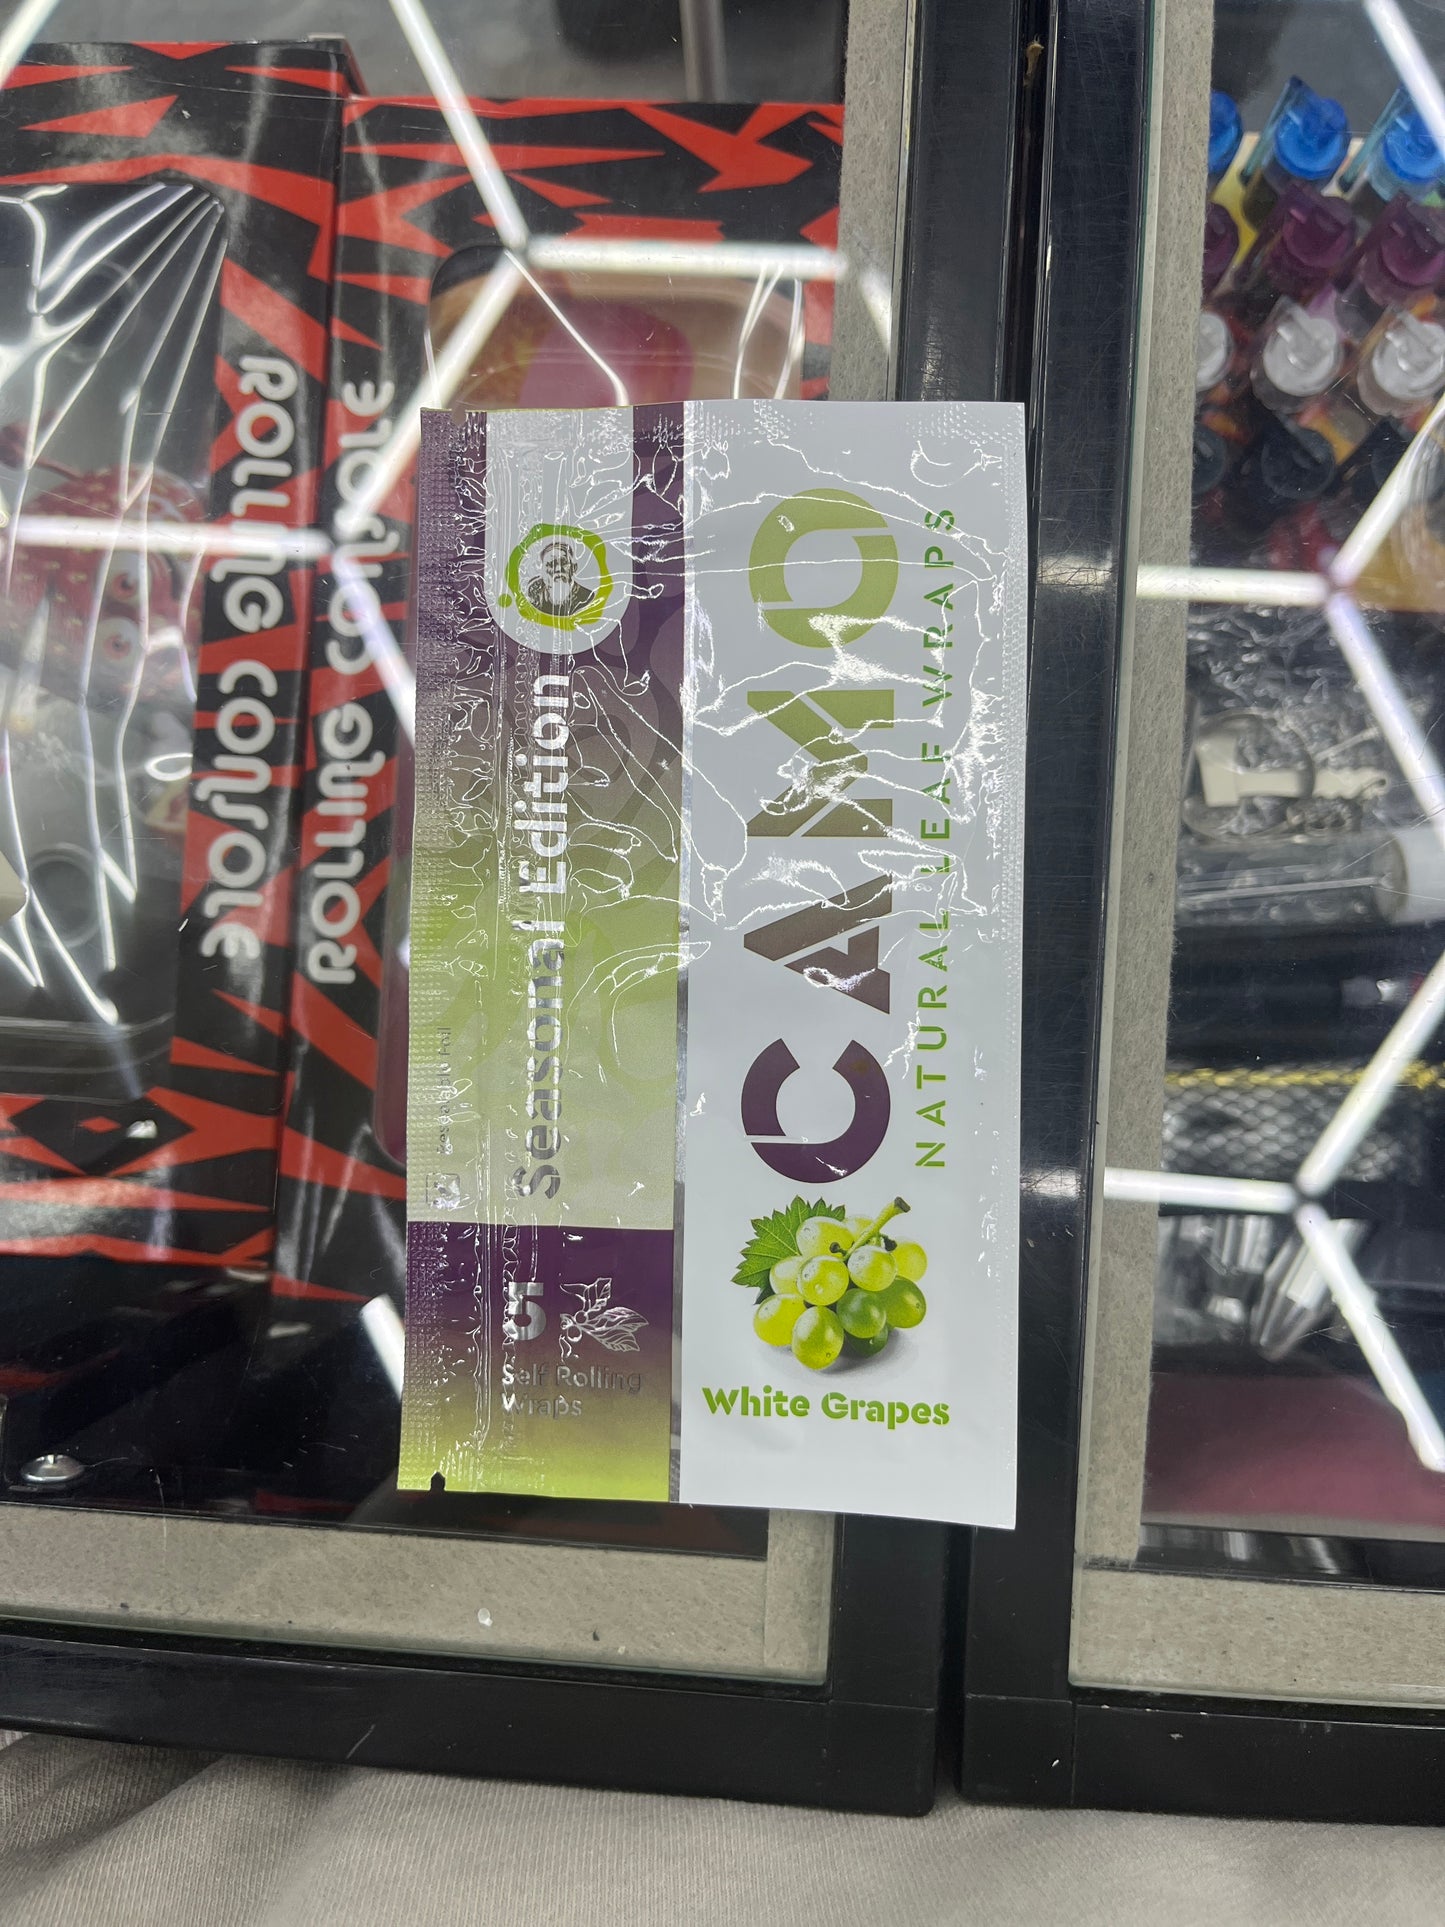 CAMO
NATURAL LEAF WRAPS
White Grapes
Seasonal Edition
5
Self Rolling
Wraps
ROLLING CONSOLE
ROLLING CONSOLE